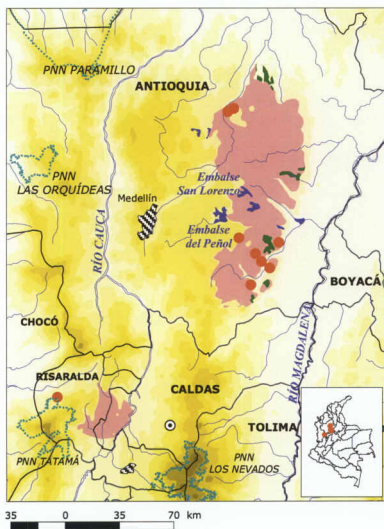 PNN PARAMILLO
ANTIOQUIA
PNN
LAS ORQUÍDEAS
Embalse
San Lorenzo
Medellín
RÍO CAUCA
Embalse
del Peñol
BOYACÁ
CHOCÓ
RÍO MAGDALENA
RISARALDA
CALDAS
TOLIMA
PNN TATAMÁ
PNN
LOS NEVADOS
35 0 35 70 km